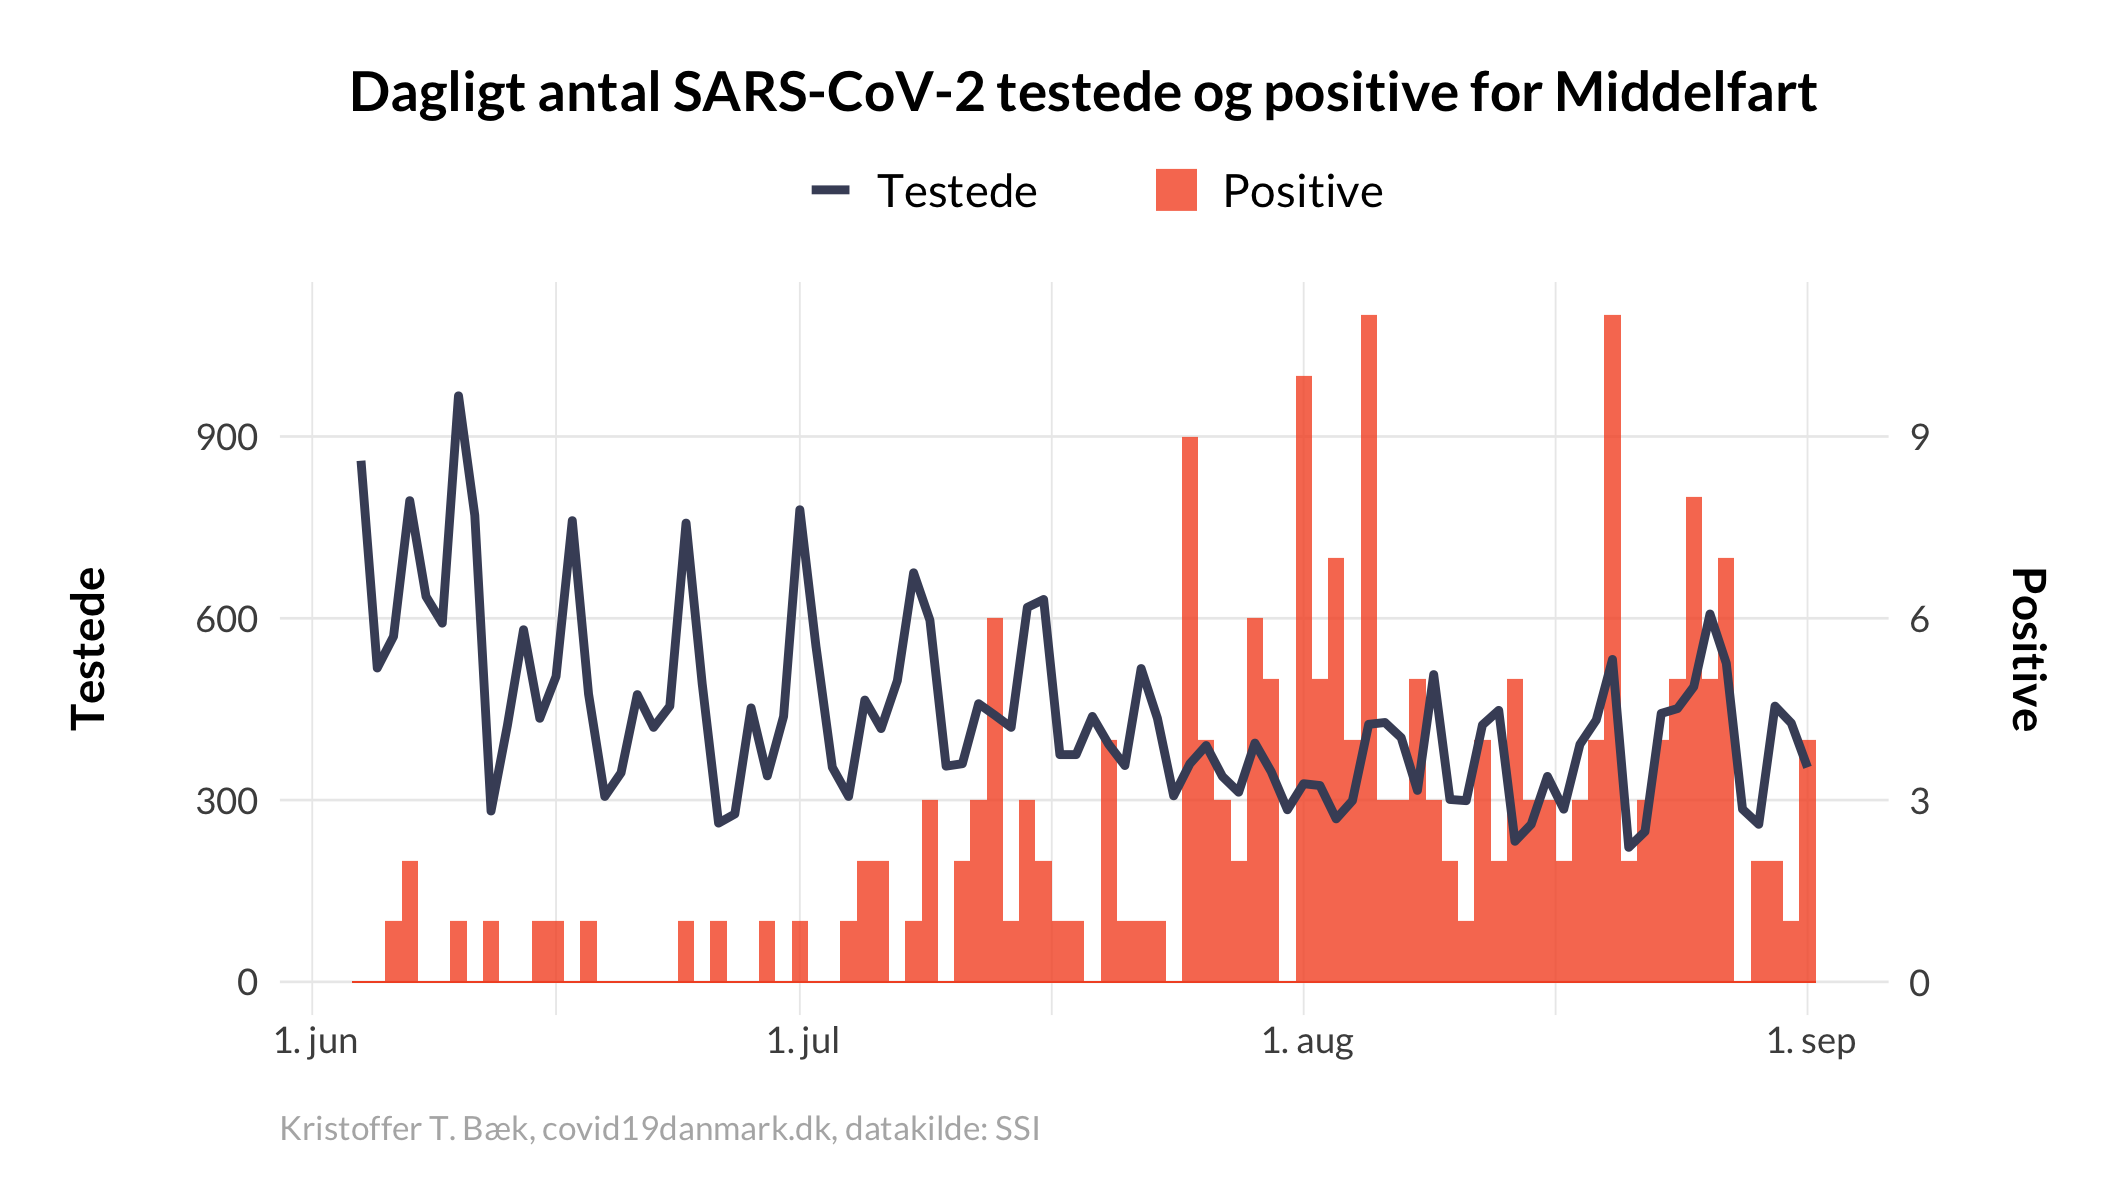 Dagligt antal SARS-CoV-2 testede og positive for Middelfart
Testede
Positive
Testede
900
600
300
0
9
6
3
0
Positive
1. jun
1. jul
1. aug
1. sep
Kristoffer T. Bæk, covid19danmark.dk, datakilde: SSI